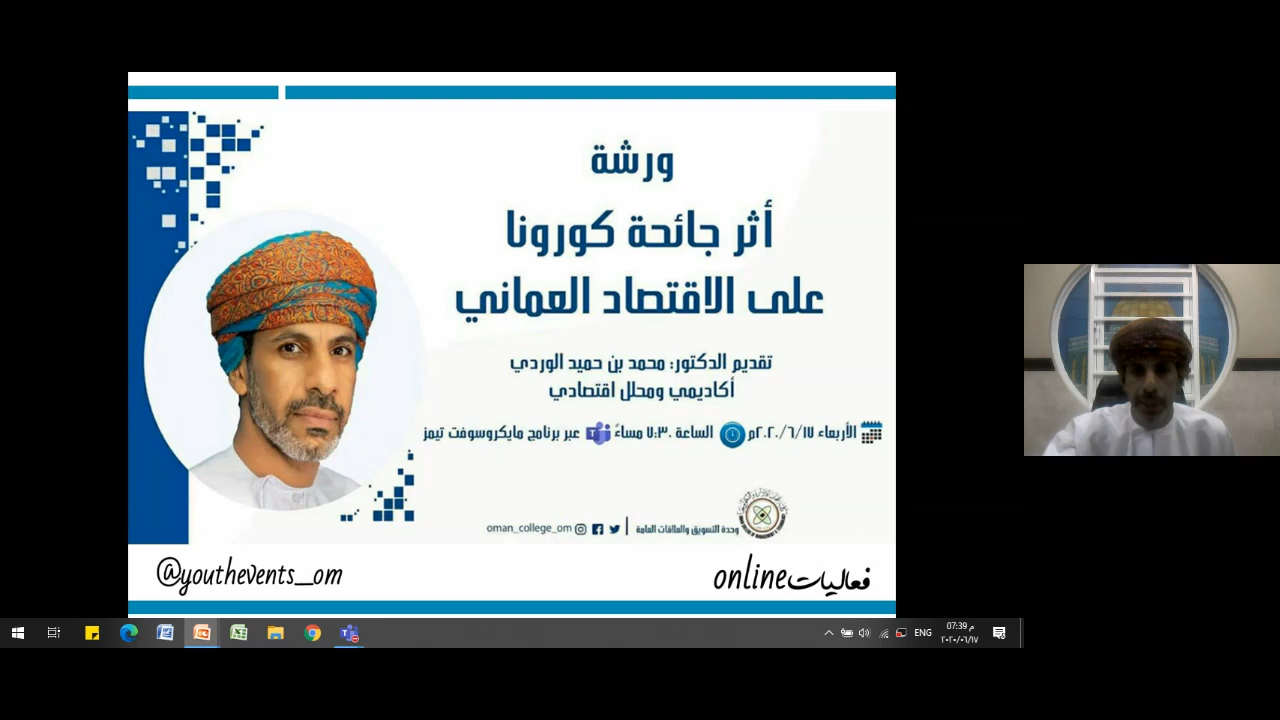 ورشة
أثر جائحة كورونا
على الاقتصاد العماني
تقديم الدكتور: محمد بن حميد الوردي
أكاديمي ومحلل اقتصادي
الأربعاء ٢٠٢٠/٦/١٧م الساعة ٧:٣٠ مساءً عبر برنامج مايكروسوفت تيمز
وحدة التسويق والعلاقات العامة | oman_college_om
@youthevents_om
فعاليات online
ENG
07:39 م
٢٠٢٠/٠٦/١٧